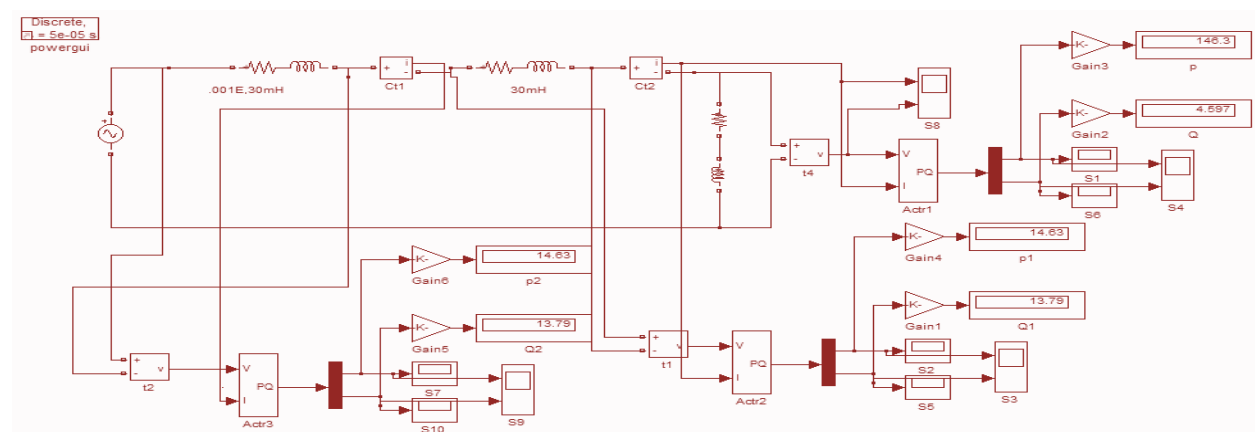 Discrete,
= 5e-05 s
powergui
.001E,30mH
+
i
-
Ct1
30mH
+
i
-
Ct2
+
-
v
t4
S8
V
PQ
I
Actr1
K-
Gain3
146.3
p
K-
Gain2
4.597
Q
S1
S6
S4
K-
Gain6
14.63
p2
K-
Gain5
13.79
Q2
K-
Gain4
14.63
p1
K-
Gain1
13.79
Q1
+
-
v
t2
V
PQ
I
Actr3
S7
S10
S9
+
-
v
t1
V
PQ
I
Actr2
S2
S5
S3